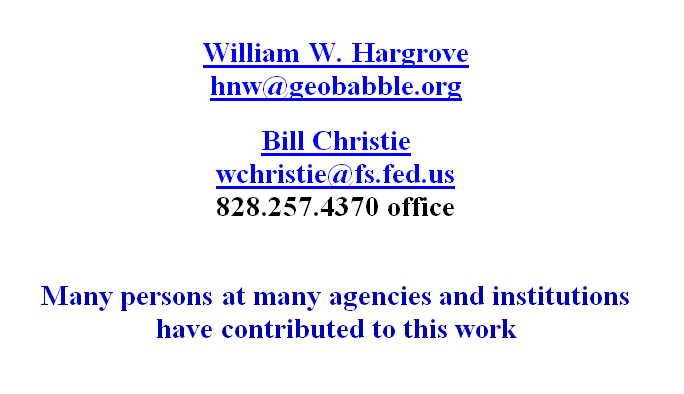 William W. Hargrove
hnw@geobabble.org
Bill Christie
wchristie@fs.fed.us
828.257.4370 office
Many persons at many agencies and institutions
have contributed to this work